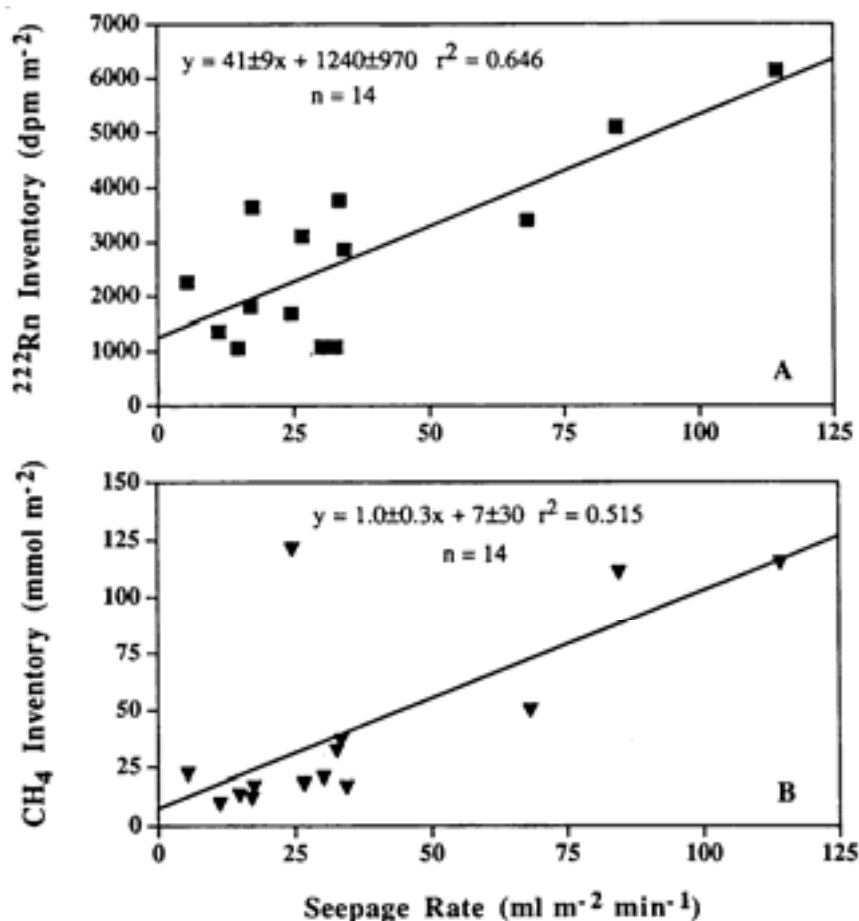 7000
y = 41±9x + 1240±970 r² = 0.646
n = 14
6000
5000
4000
3000
2000
1000
0
²²²Rn Inventory (dpm m⁻²)
A
0 25 50 75 100 125
150
y = 1.0±0.3x + 7±30 r² = 0.515
n = 14
125
100
75
50
25
0
CH₄ Inventory (mmol m⁻²)
B
0 25 50 75 100 125
Seepage Rate (ml m⁻² min⁻¹)